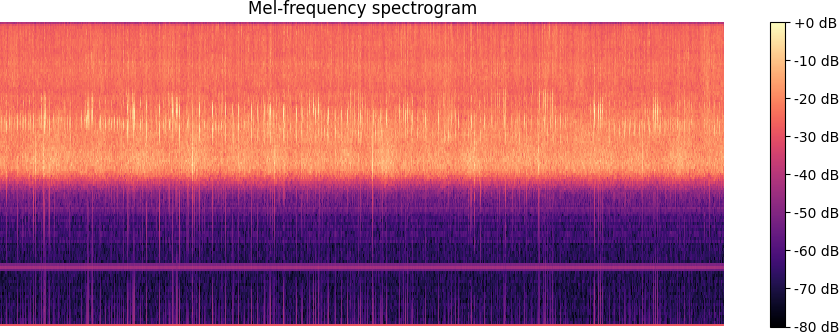 Mel-frequency spectrogram
+0 dB
-10 dB
-20 dB
-30 dB
-40 dB
-50 dB
-60 dB
-70 dB
-80 dB